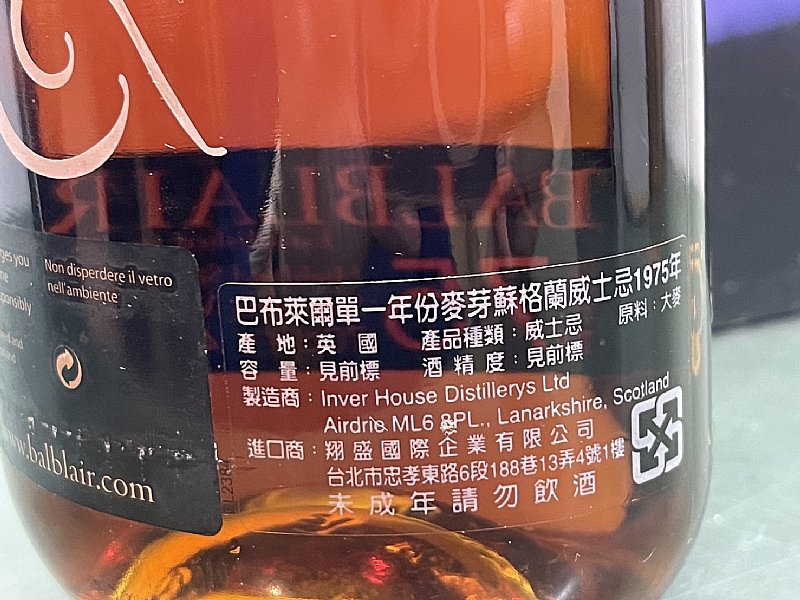 BALBLAIR
ges you
me
sponsibly
Non disperdere il vetro
nell'ambiente
www.balblair.com
巴布萊爾單一年份麥芽蘇格蘭威士忌1975年
產 地：英 國 產品種類：威士忌 原料：大麥
容 量：見前標 酒 精 度：見前標
製造商：Inver House Distillerys Ltd
Airdrie ML6 8PL., Lanarkshire, Scotland
進口商：翔盛國際企業有限公司
台北市忠孝東路6段188巷13弄4號1樓
未成年請勿飲酒